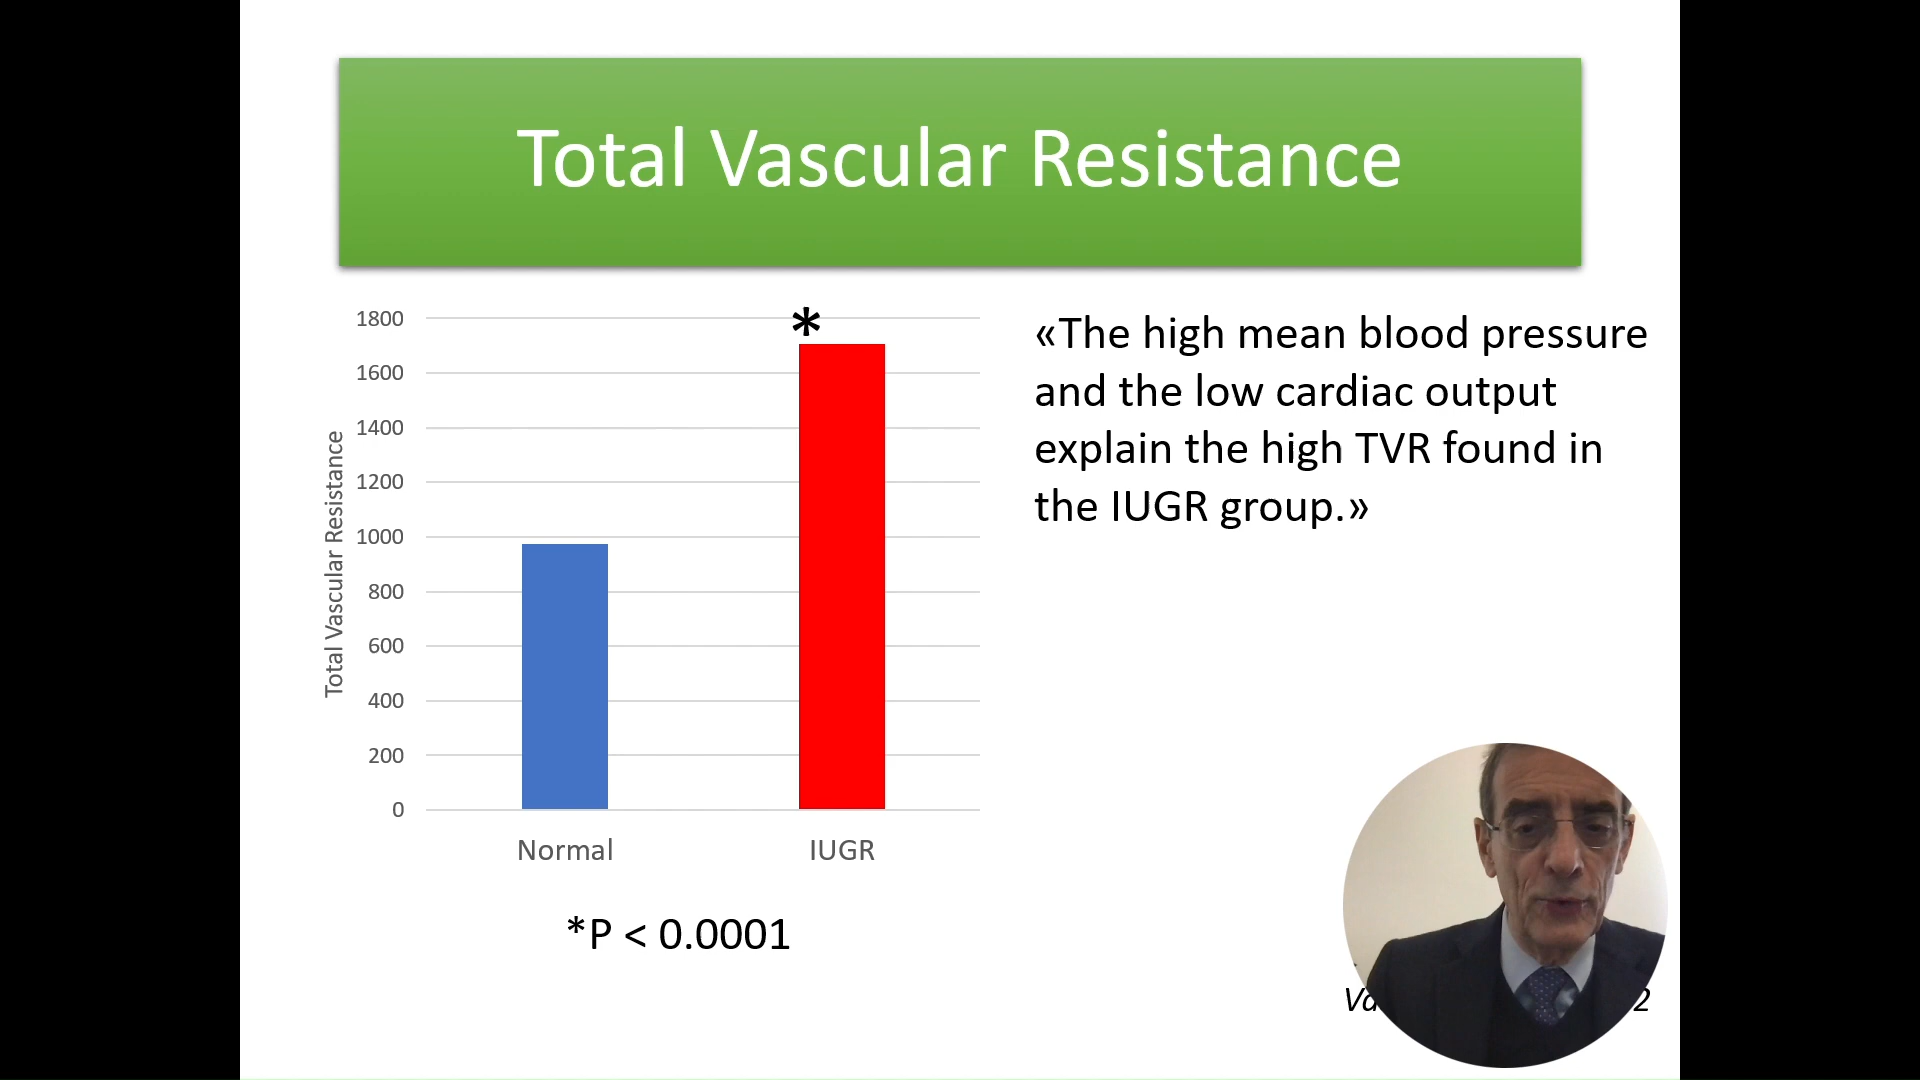 Total Vascular Resistance
*
1800
1600
1400
1200
1000
800
600
400
200
0
Total Vascular Resistance
Normal IUGR
*P < 0.0001
«The high mean blood pressure
and the low cardiac output
explain the high TVR found in
the IUGR group.»